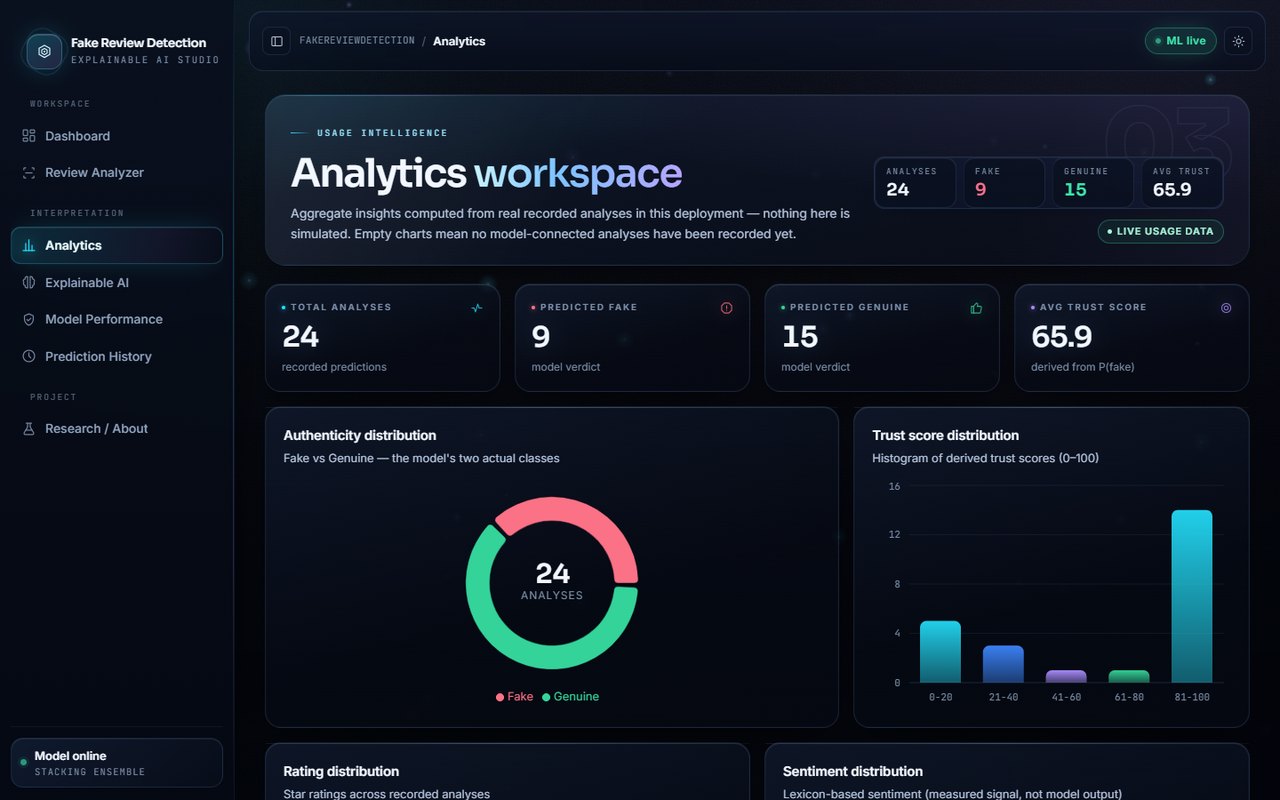 Fake Review Detection
EXPLAINABLE AI STUDIO
WORKSPACE
Dashboard
Review Analyzer
INTERPRETATION
Analytics
Explainable AI
Model Performance
Prediction History
PROJECT
Research / About
Model online
STACKING ENSEMBLE
FAKEREVIEWDETECTION / Analytics
ML live
03
USAGE INTELLIGENCE
Analytics workspace
Aggregate insights computed from real recorded analyses in this deployment — nothing here is
simulated. Empty charts mean no model-connected analyses have been recorded yet.
ANALYSES
24
FAKE
9
GENUINE
15
AVG TRUST
65.9
LIVE USAGE DATA
TOTAL ANALYSES
24
recorded predictions
PREDICTED FAKE
9
model verdict
PREDICTED GENUINE
15
model verdict
AVG TRUST SCORE
65.9
derived from P(fake)
Authenticity distribution
Fake vs Genuine — the model's two actual classes
24
ANALYSES
Fake Genuine
Trust score distribution
Histogram of derived trust scores (0–100)
16
12
8
4
0
0-20 21-40 41-60 61-80 81-100
Rating distribution
Star ratings across recorded analyses
Sentiment distribution
Lexicon-based sentiment (measured signal, not model output)